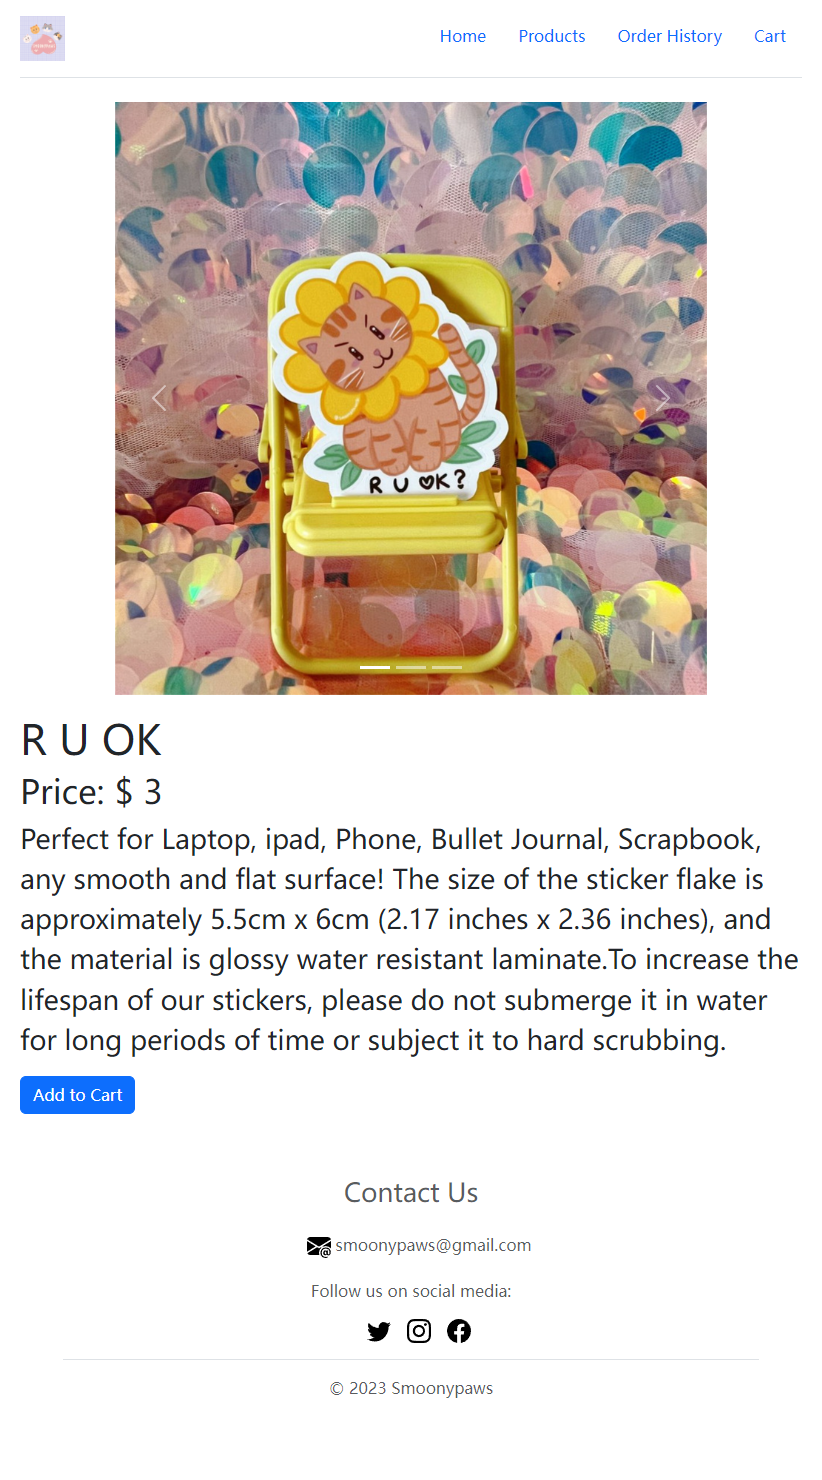 Home Products Order History Cart
R U OK?
R U OK
Price: $ 3
Perfect for Laptop, ipad, Phone, Bullet Journal, Scrapbook,
any smooth and flat surface! The size of the sticker flake is
approximately 5.5cm x 6cm (2.17 inches x 2.36 inches), and
the material is glossy water resistant laminate.To increase the
lifespan of our stickers, please do not submerge it in water
for long periods of time or subject it to hard scrubbing.
Add to Cart
Contact Us
smoonypaws@gmail.com
Follow us on social media:
© 2023 Smoonypaws